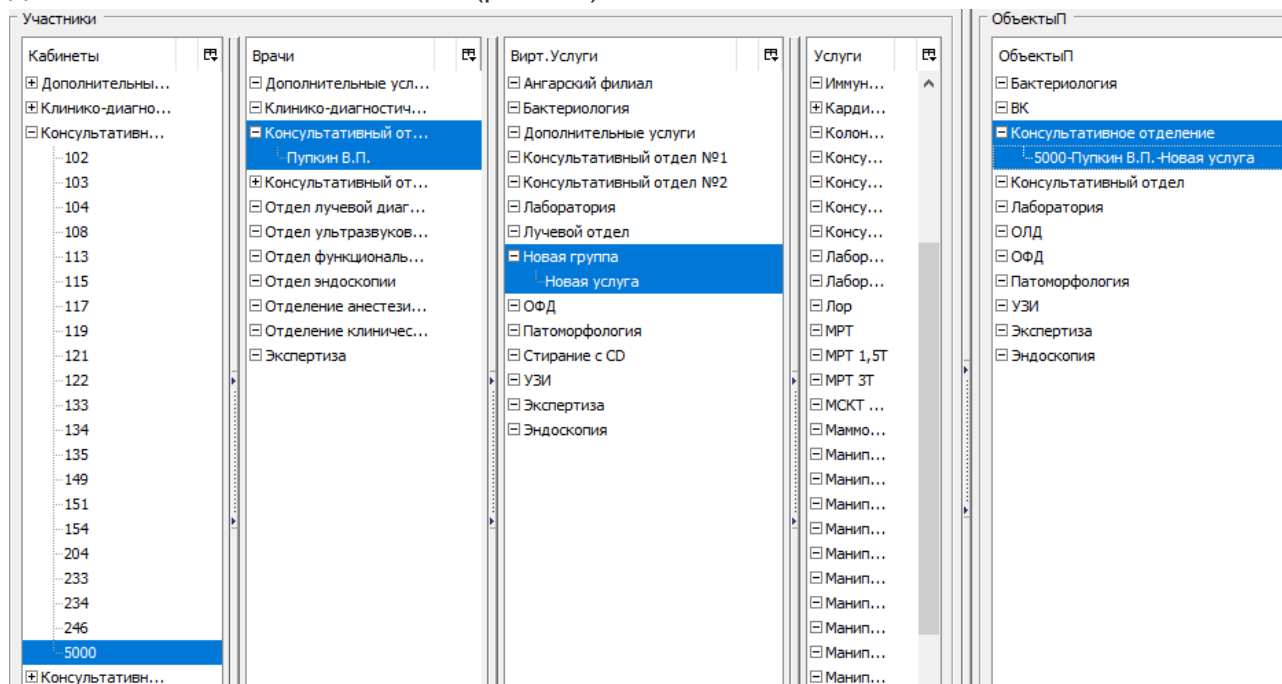 Участники
Кабинеты
Дополнительны...
Клинико-диагно...
Консультативн...
102
103
104
108
113
115
117
119
121
122
133
134
135
149
151
154
204
233
234
246
5000
Консультативн...
Врачи
Дополнительные усл...
Клинико-диагностич...
Консультативный от...
Пупкин В.П.
Консультативный от...
Отдел лучевой диаг...
Отдел ультразвуков...
Отдел функциональ...
Отдел эндоскопии
Отделение анестези...
Отделение клиничес...
Экспертиза
Вирт.Услуги
Ангарский филиал
Бактериология
Дополнительные услуги
Консультативный отдел №1
Консультативный отдел №2
Лаборатория
Лучевой отдел
Новая группа
Новая услуга
ОФД
Патоморфология
Стирание с CD
УЗИ
Экспертиза
Эндоскопия
Услуги
Иммун...
Карди...
Колон...
Консу...
Консу...
Консу...
Консу...
Лабор...
Лабор...
Лор
МРТ
МРТ 1,5Т
МРТ 3Т
МСКТ ...
Маммо...
Манип...
Манип...
Манип...
Манип...
Манип...
Манип...
Манип...
Манип...
Манип...
Манип...
ОбъектыП
ОбъектыП
Бактериология
ВК
Консультативное отделение
5000-Пупкин В.П.-Новая услуга
Консультативный отдел
Лаборатория
ОЛД
ОФД
Патоморфология
УЗИ
Экспертиза
Эндоскопия